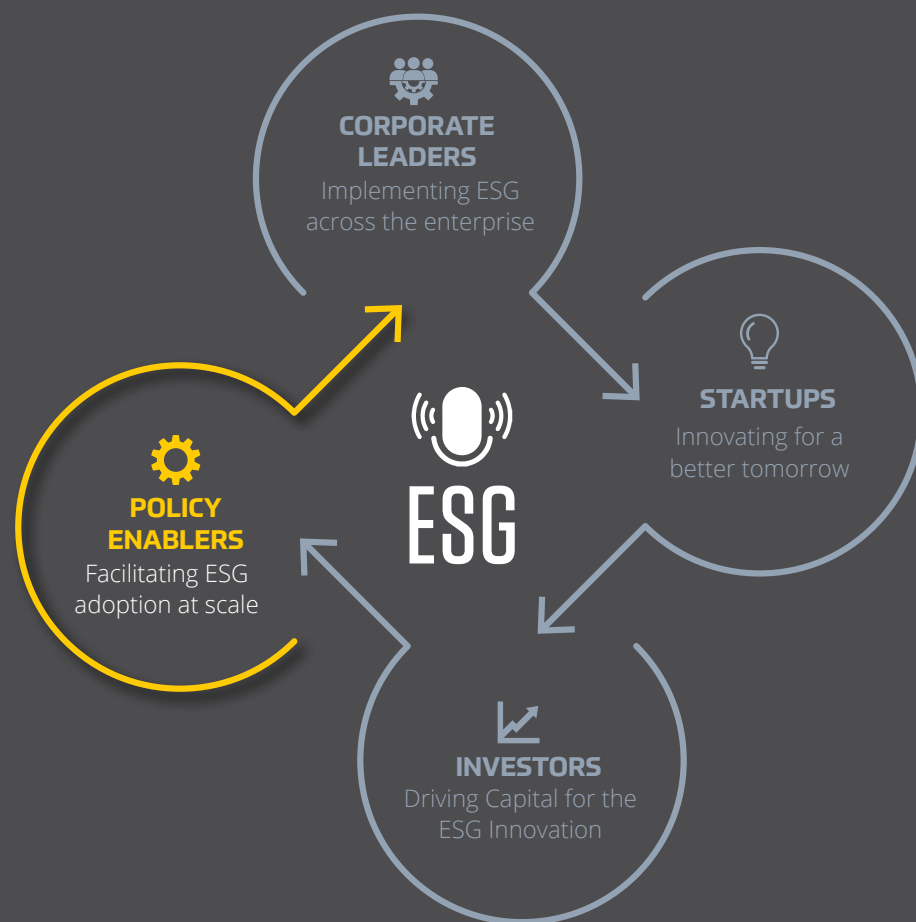 CORPORATE
LEADERS
Implementing ESG
across the enterprise
STARTUPS
Innovating for a
better tomorrow
ESG
POLICY
ENABLERS
Facilitating ESG
adoption at scale
INVESTORS
Driving Capital for the
ESG Innovation